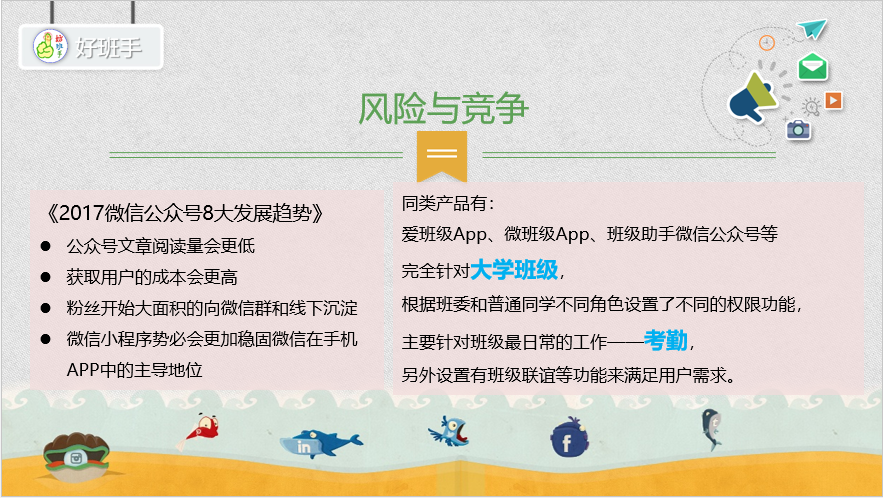 好班手
好班手
风险与竞争
《2017微信公众号8大发展趋势》
● 公众号文章阅读量会更低
● 获取用户的成本会更高
● 粉丝开始大面积的向微信群和线下沉淀
● 微信小程序势必会更加稳固微信在手机
APP中的主导地位
同类产品有：
爱班级App、微班级App、班级助手微信公众号等
完全针对大学班级，
根据班委和普通同学不同角色设置了不同的权限功能，
主要针对班级最日常的工作——考勤，
另外设置有班级联谊等功能来满足用户需求。
in
f